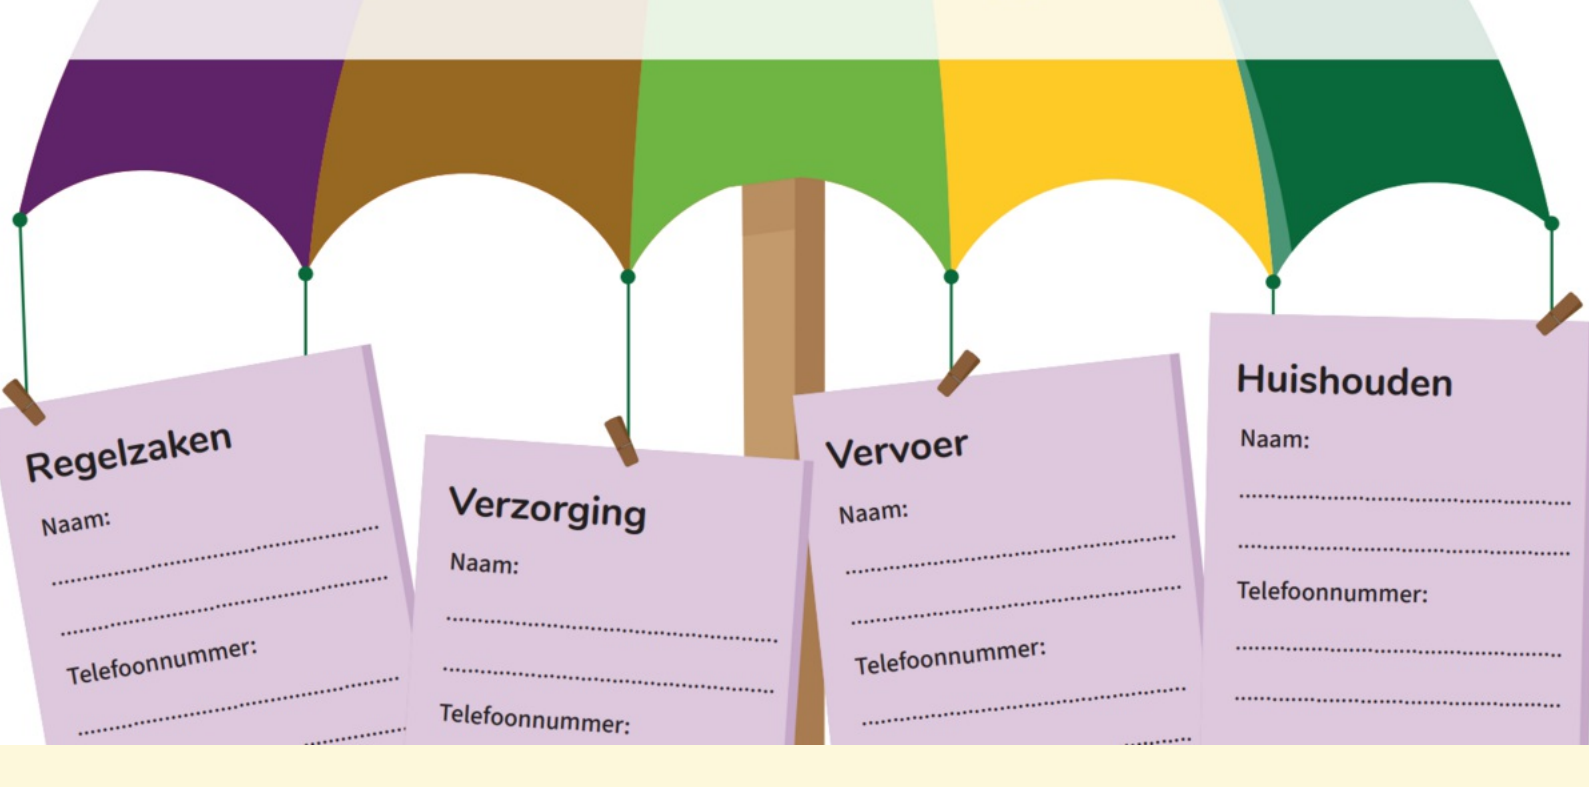 Regelzaken
Naam:
Telefoonnummer:
Verzorging
Naam:
Telefoonnummer:
Vervoer
Naam:
Telefoonnummer:
Huishouden
Naam:
Telefoonnummer: